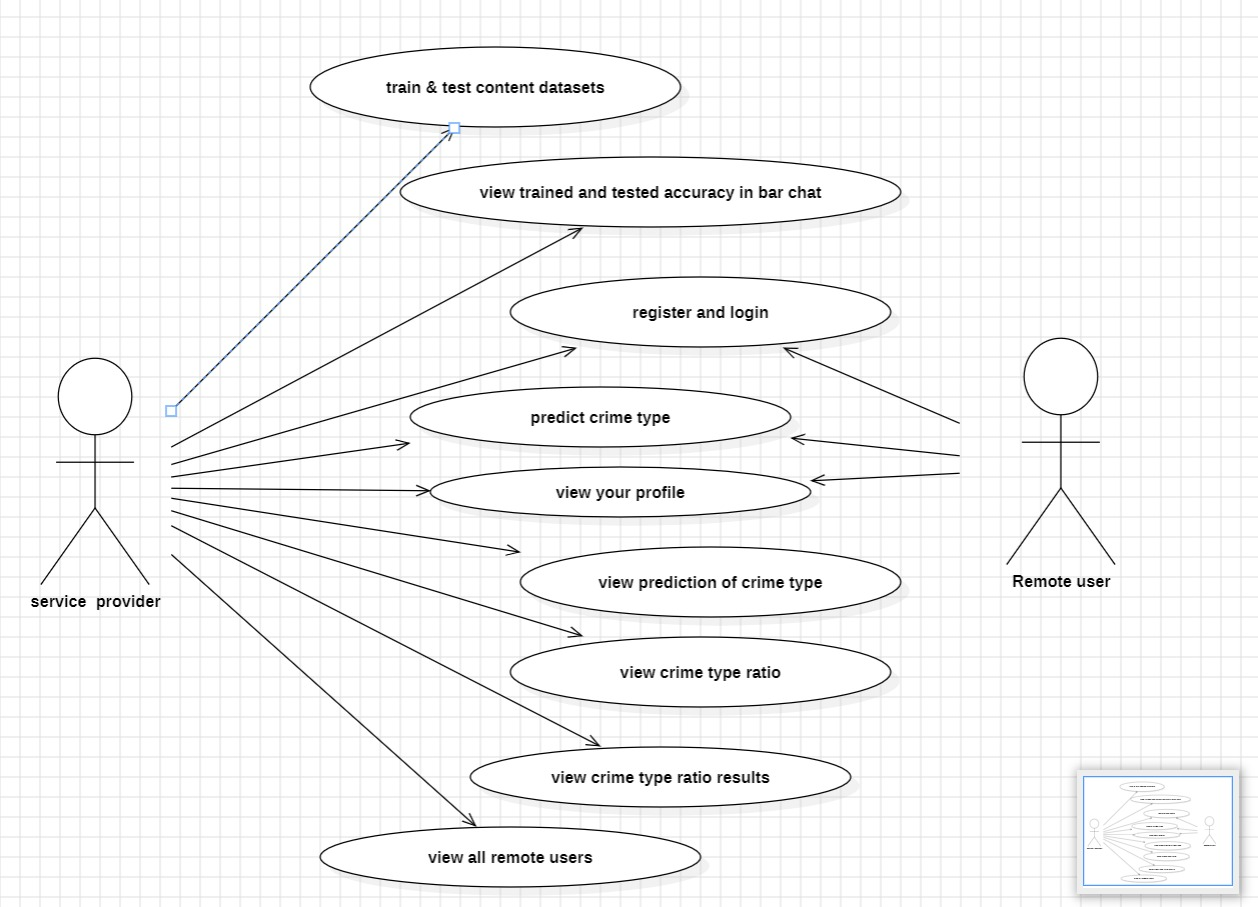 train & test content datasets
view trained and tested accuracy in bar chat
register and login
predict crime type
view your profile
view prediction of crime type
service  provider
Remote user
view crime type ratio
view crime type ratio results
view all remote users